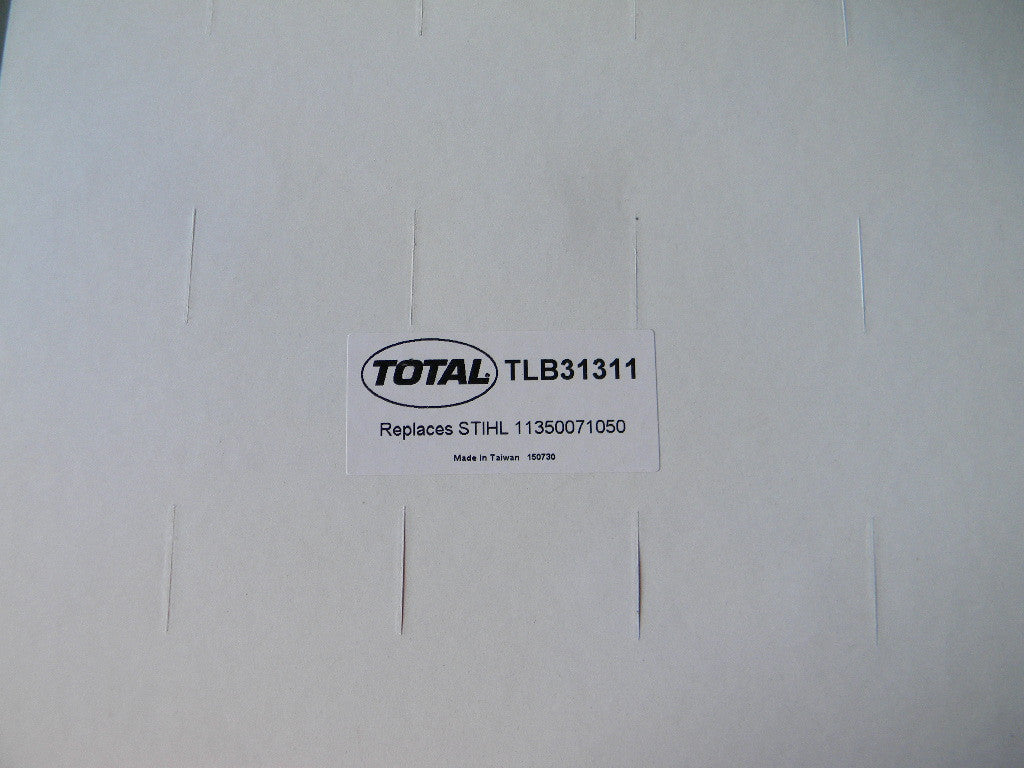 TOTAL TLB31311
Replaces STIHL 11350071050
Made in Taiwan 150730